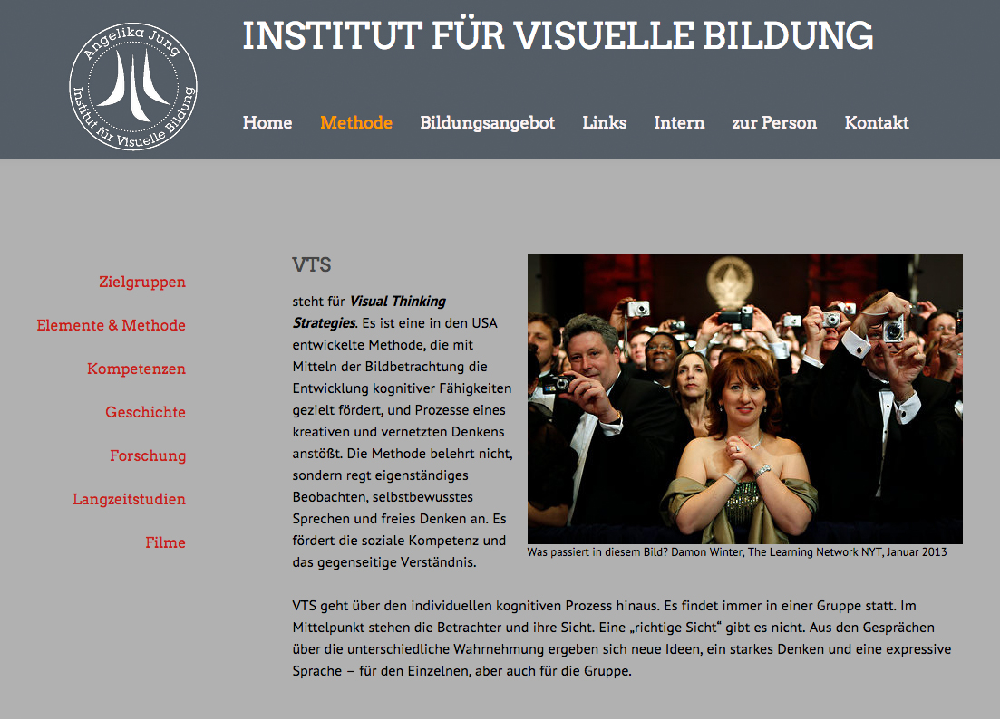 INSTITUT FÜR VISUELLE BILDUNG
Angelika Jung
Institut für Visuelle Bildung
Home Methode Bildungsangebot Links Intern zur Person Kontakt
Zielgruppen
Elemente & Methode
Kompetenzen
Geschichte
Forschung
Langzeitstudien
Filme
VTS
steht für Visual Thinking
Strategies. Es ist eine in den USA
entwickelte Methode, die mit
Mitteln der Bildbetrachtung die
Entwicklung kognitiver Fähigkeiten
gezielt fördert, und Prozesse eines
kreativen und vernetzten Denkens
anstößt. Die Methode belehrt nicht,
sondern regt eigenständiges
Beobachten, selbstbewusstes
Sprechen und freies Denken an. Es
fördert die soziale Kompetenz und
das gegenseitige Verständnis.
Was passiert in diesem Bild? Damon Winter, The Learning Network NYT, Januar 2013
VTS geht über den individuellen kognitiven Prozess hinaus. Es findet immer in einer Gruppe statt. Im
Mittelpunkt stehen die Betrachter und ihre Sicht. Eine „richtige Sicht“ gibt es nicht. Aus den Gesprächen
über die unterschiedliche Wahrnehmung ergeben sich neue Ideen, ein starkes Denken und eine expressive
Sprache – für den Einzelnen, aber auch für die Gruppe.